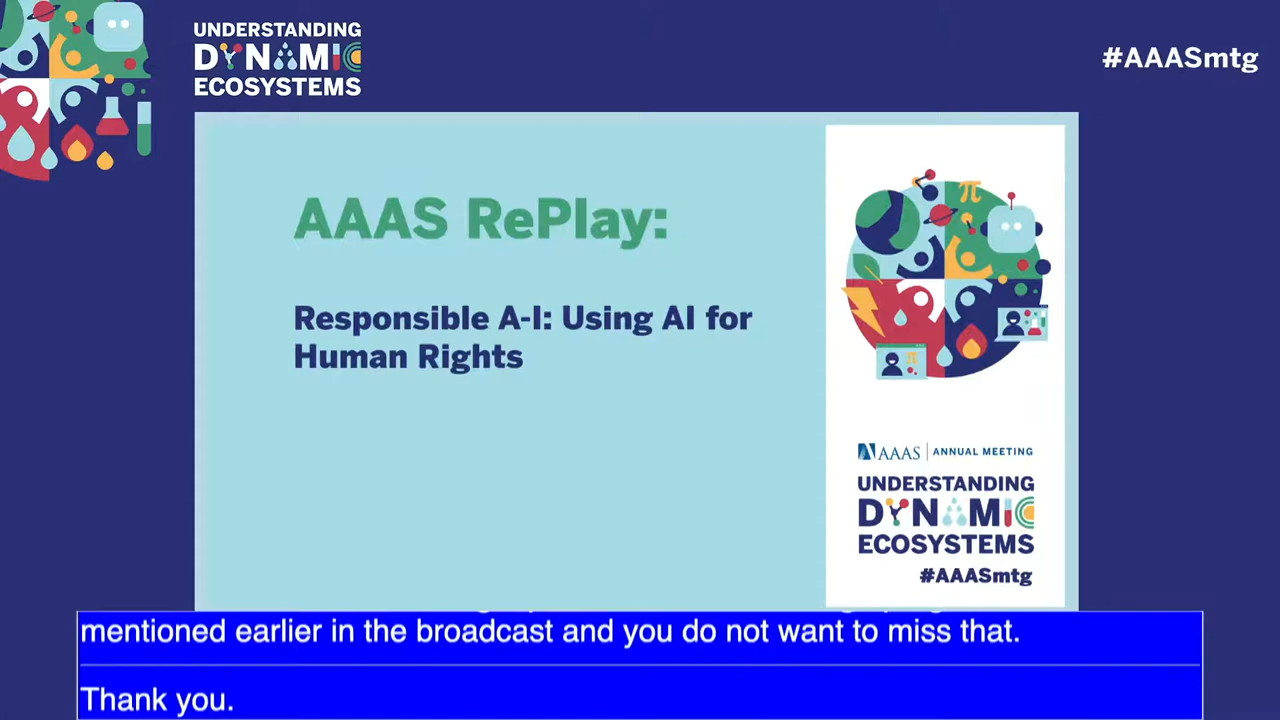 UNDERSTANDING
DYNAMIC
ECOSYSTEMS
#AAASmtg
AAAS RePlay:
Responsible A-I: Using AI for
Human Rights
π
π
AAAS | ANNUAL MEETING
UNDERSTANDING
DYNAMIC
ECOSYSTEMS
#AAASmtg
mentioned earlier in the broadcast and you do not want to miss that.
Thank you.